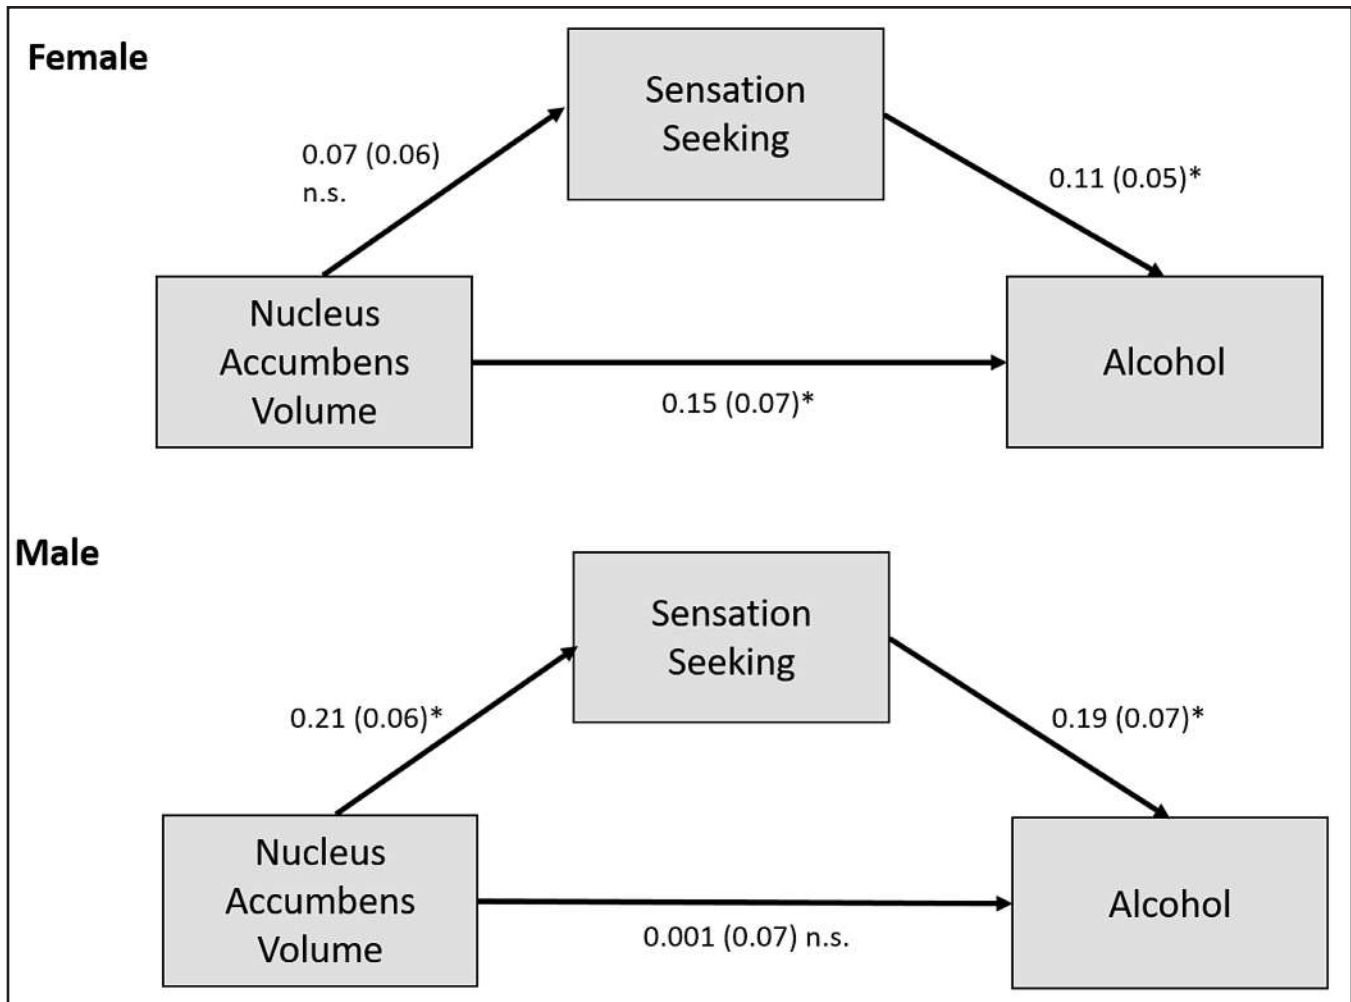 Female
Sensation
Seeking
0.07 (0.06)
n.s.
0.11 (0.05)*
Nucleus
Accumbens
Volume
Alcohol
0.15 (0.07)*
Male
Sensation
Seeking
0.21 (0.06)*
0.19 (0.07)*
Nucleus
Accumbens
Volume
Alcohol
0.001 (0.07) n.s.